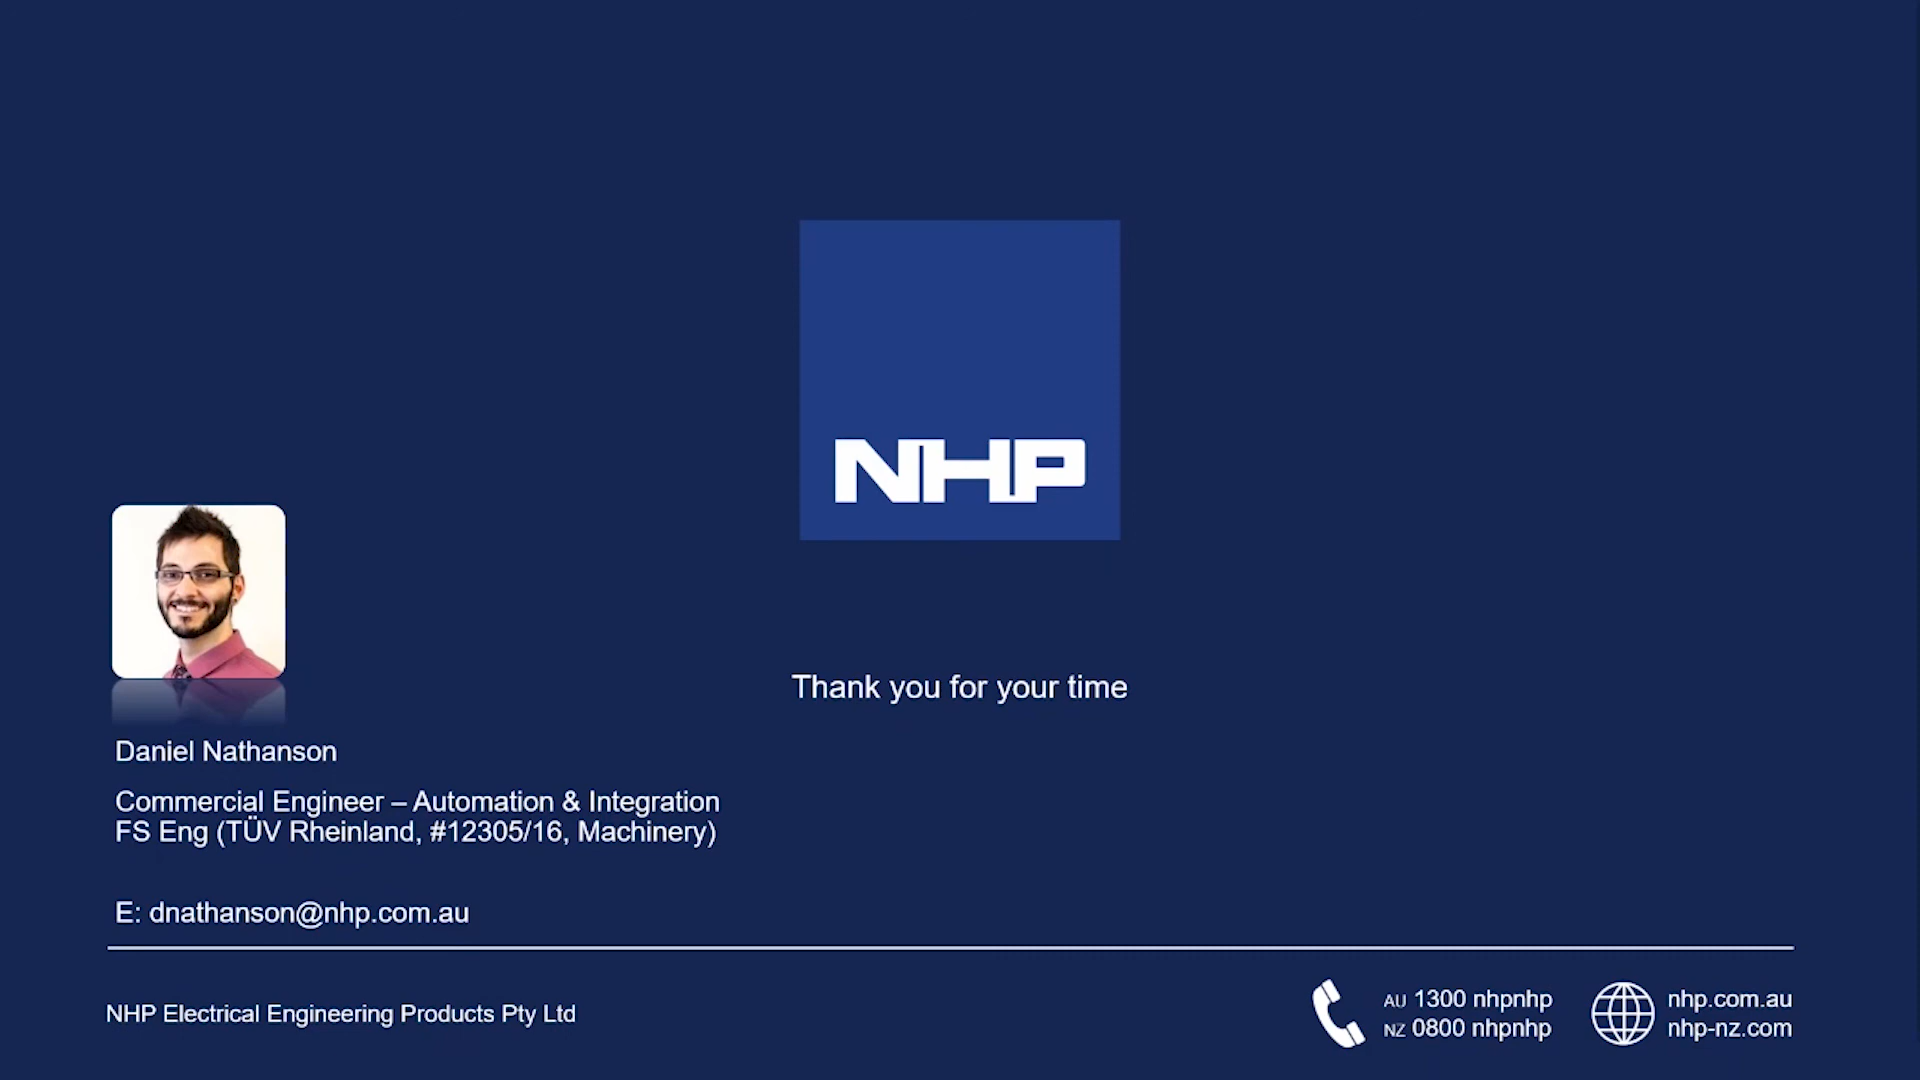 NHP
Thank you for your time
Daniel Nathanson
Commercial Engineer – Automation & Integration
FS Eng (TÜV Rheinland, #12305/16, Machinery)
E: dnathanson@nhp.com.au
NHP Electrical Engineering Products Pty Ltd
AU 1300 nhpnhp
NZ 0800 nhpnhp
nhp.com.au
nhp-nz.com